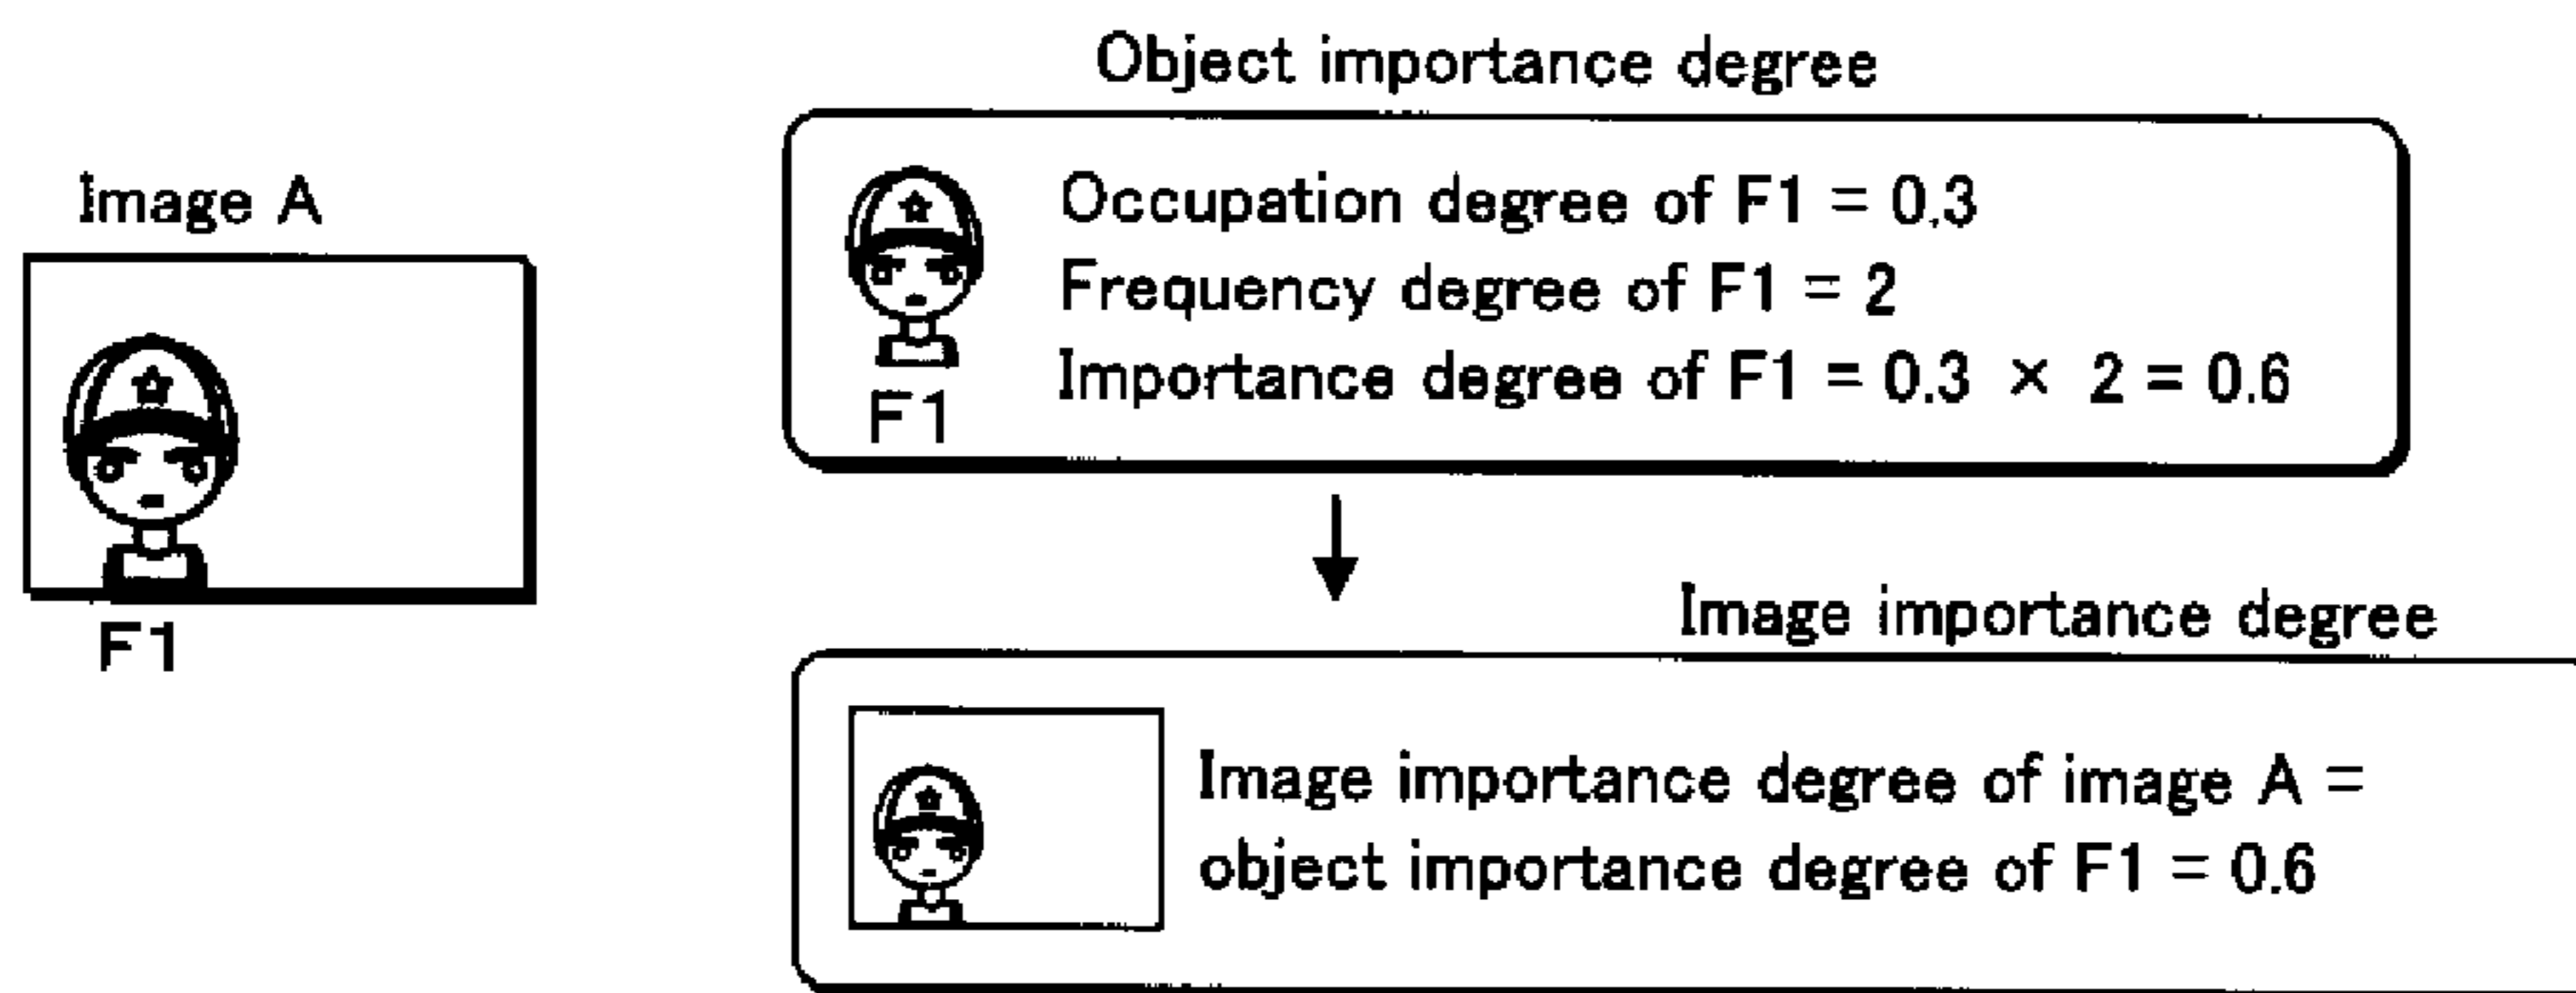 Image A
F1
Object importance degree
Occupation degree of F1 = 0.3
Frequency degree of F1 = 2
Importance degree of F1 = 0.3 × 2 = 0.6
F1
Image importance degree
Image importance degree of image A =
object importance degree of F1 = 0.6